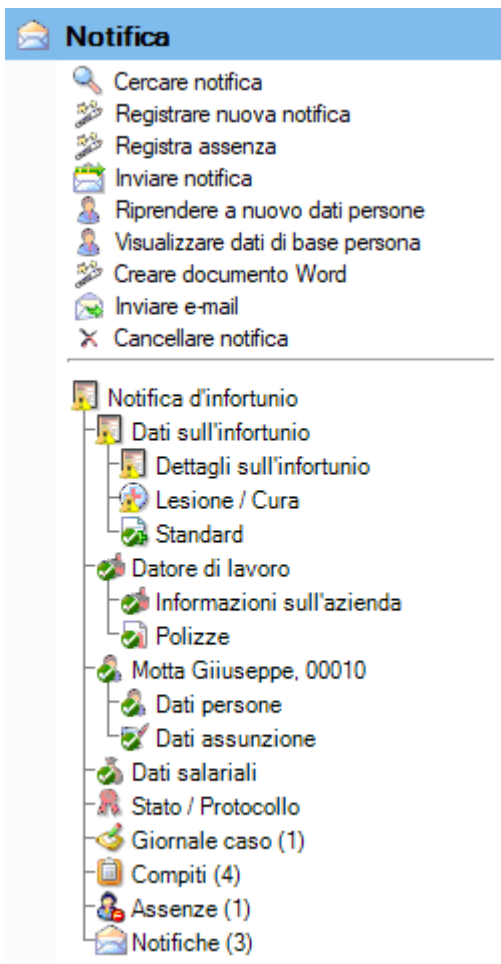 Notifica
Cercare notifica
Registrare nuova notifica
Registra assenza
Inviare notifica
Riprendere a nuovo dati persone
Visualizzare dati di base persona
Creare documento Word
Inviare e-mail
Cancellare notifica
Notifica d'infortunio
Dati sull'infortunio
Dettagli sull'infortunio
Lesione / Cura
Standard
Datore di lavoro
Informazioni sull'azienda
Polizze
Motta Giiuseppe, 00010
Dati persone
Dati assunzione
Dati salariali
Stato / Protocollo
Giornale caso (1)
Compiti (4)
Assenze (1)
Notifiche (3)